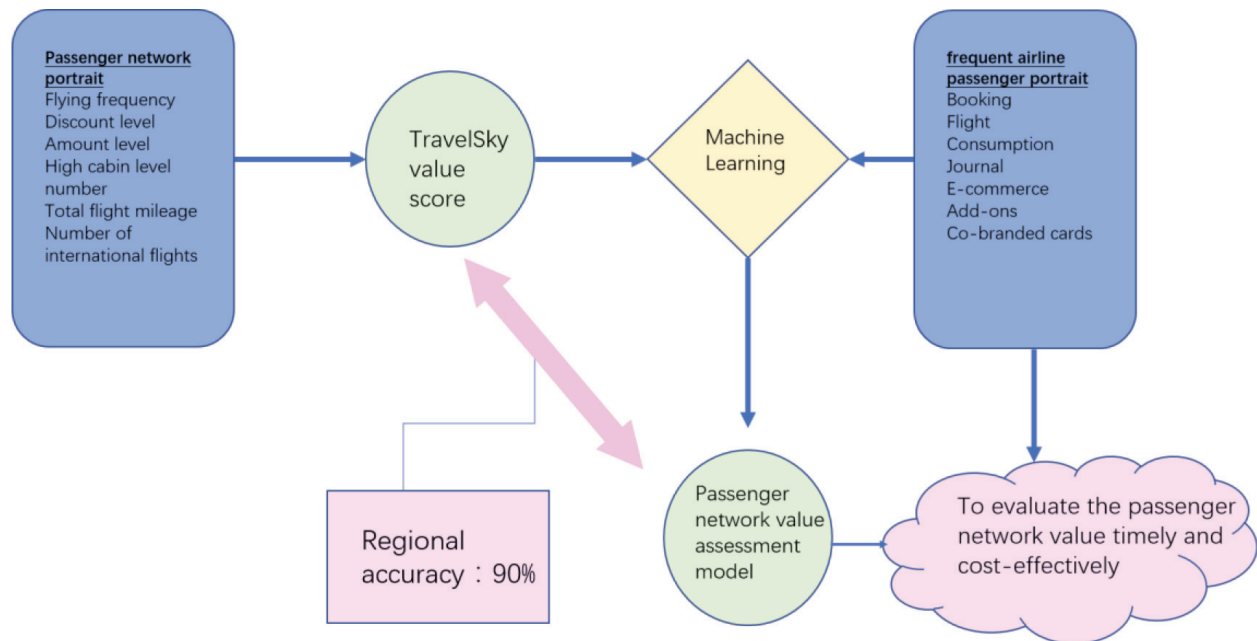 Passenger network
portrait
Flying frequency
Discount level
Amount level
High cabin level
number
Total flight mileage
Number of
international flights
TravelSky
value
score
Machine
Learning
frequent airline
passenger portrait
Booking
Flight
Consumption
Journal
E-commerce
Add-ons
Co-branded cards
Regional
accuracy：90%
Passenger
network value
assessment
model
To evaluate the passenger
network value timely and
cost-effectively